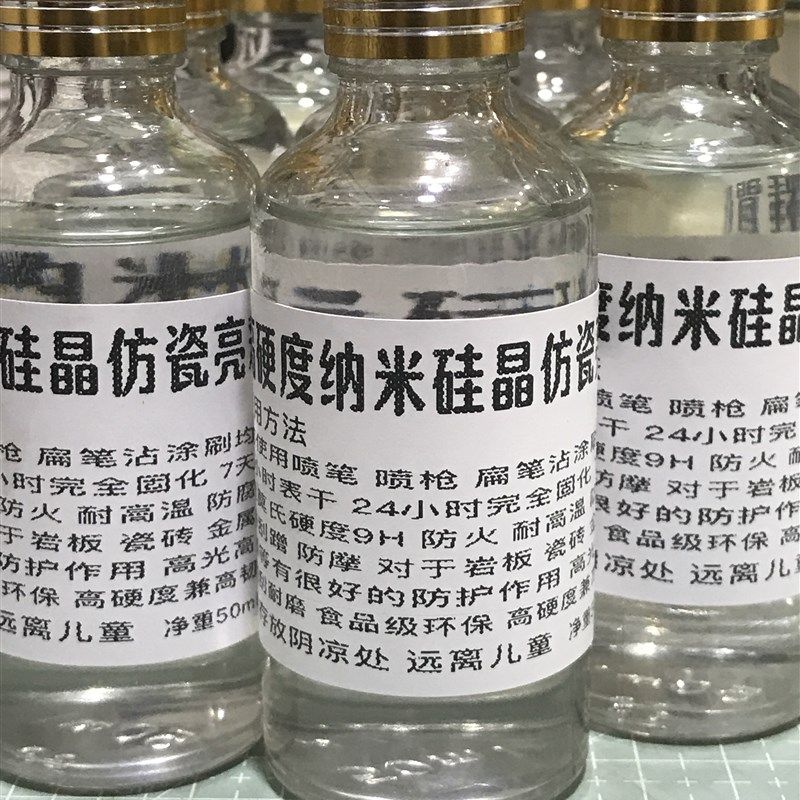 硅晶仿瓷亮
枪 扁笔沾涂刷均
小时完全固化 7天
防火 耐高温 防腐
于岩板 瓷砖 金属
防护作用 高光高
环保 高硬度兼高韧
远离儿童 净重50m
硬度纳米硅晶仿瓷
用方法
使用喷笔 喷枪 扁笔沾涂刷
小时表干 24小时完全固化
氏硬度9H 防火 耐高温
蹭 防摩 对于岩板 瓷砖 金
等有很好的防护作用 高光
耐磨 食品级环保 高硬度兼
存放阴凉处 远离儿童 净重
度纳米硅晶
喷笔 喷枪 扁
干 24小时完
硬度9H 防火 耐
防摩 对于岩板
很好的防护作用
食品级环保 高
凉处 远离儿童